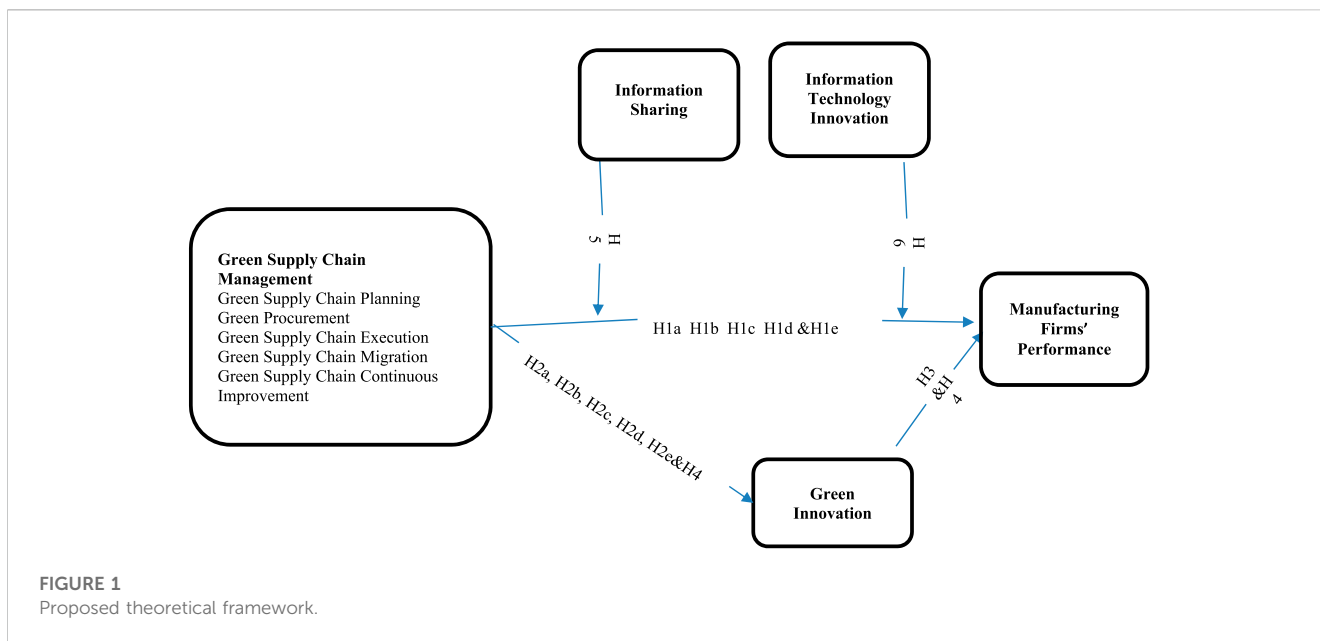 Information
Sharing
Information
Technology
Innovation
H
5
H
6
Green Supply Chain
Management
Green Supply Chain Planning
Green Procurement
Green Supply Chain Execution
Green Supply Chain Migration
Green Supply Chain Continuous
Improvement
H1a H1b H1c H1d &H1e
Manufacturing
Firms′
Performance
H2a, H2b, H2c, H2d, H2e&H4
H3
&H
4
Green
Innovation
FIGURE 1
Proposed theoretical framework.